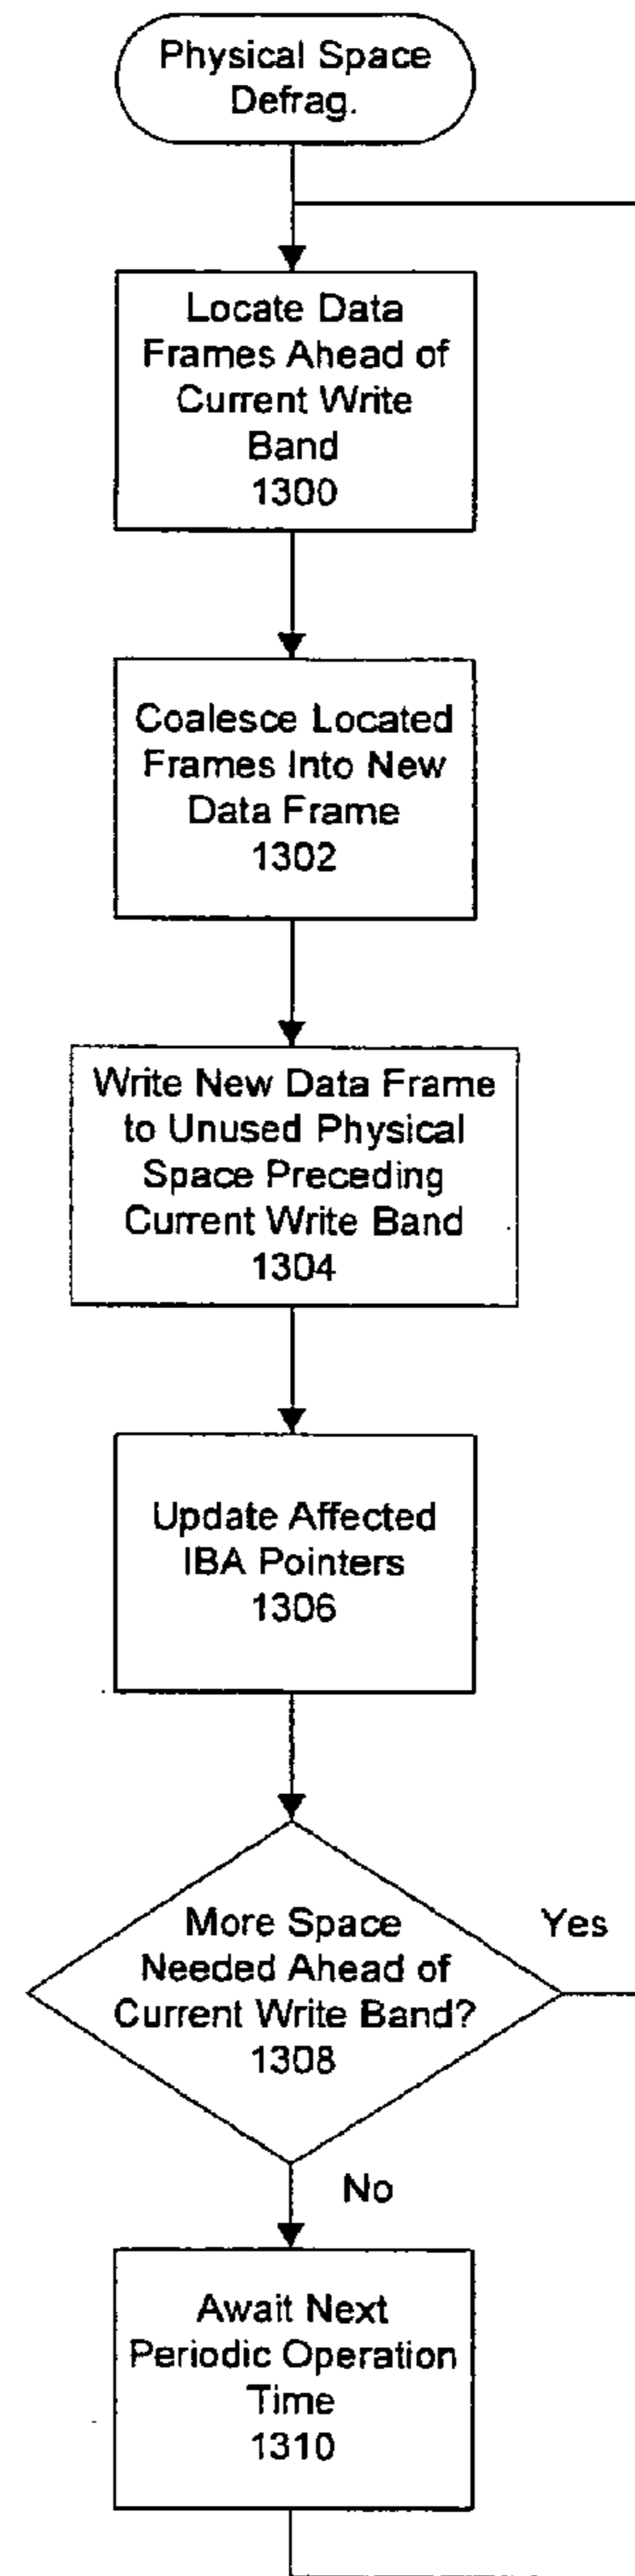 Physical Space
Defrag.
Locate Data
Frames Ahead of
Current Write
Band
1300
Coalesce Located
Frames Into New
Data Frame
1302
Write New Data Frame
to Unused Physical
Space Preceding
Current Write Band
1304
Update Affected
IBA Pointers
1306
More Space
Needed Ahead of
Current Write Band?
1308
Yes
No
Await Next
Periodic Operation
Time
1310